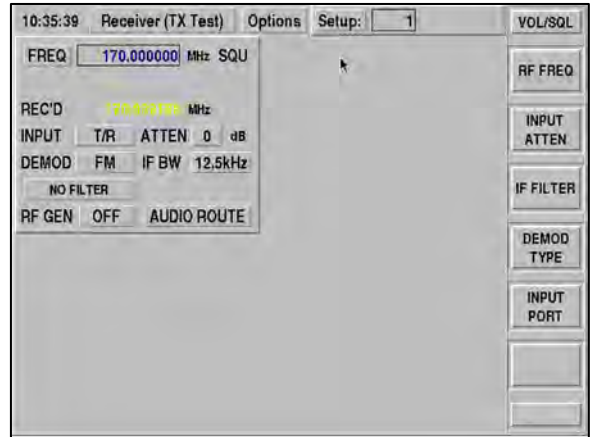 10:35:39 Receiver (TX Test) Options Setup: 1 VOL/SQL
FREQ 170.000000 MHz SQU
RF FREQ
REC'D MHz
INPUT T/R ATTEN 0 dB
INPUT ATTEN
DEMOD FM IF BW 12.5kHz
NO FILTER
IF FILTER
RF GEN OFF AUDIO ROUTE
DEMOD TYPE
INPUT PORT